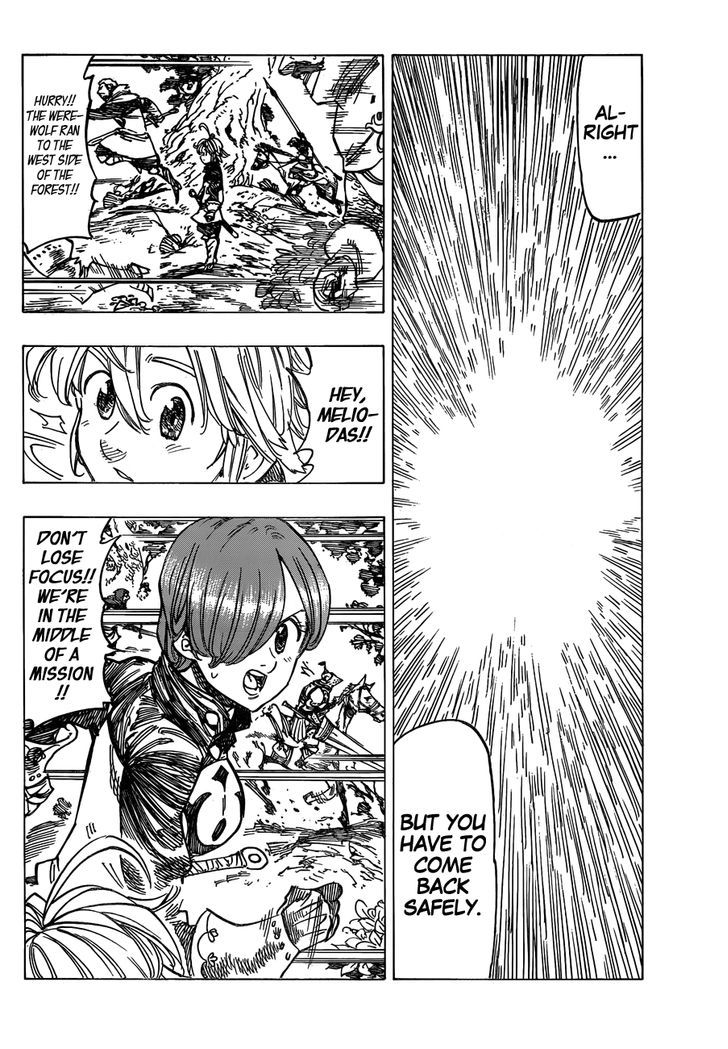 AL-
RIGHT
...
BUT YOU
HAVE TO
COME
BACK
SAFELY.
HURRY!!
THE WERE-
WOLF RAN
TO THE
WEST SIDE
OF THE
FOREST!!
HEY,
MELIO-
DAS!!
DON'T
LOSE
FOCUS!!
WE'RE
IN THE
MIDDLE
OF A
MISSION
!!